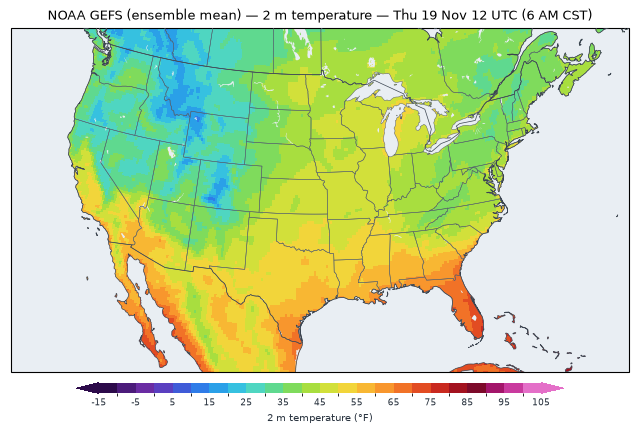 NOAA GEFS (ensemble mean) — 2 m temperature — Thu 19 Nov 12 UTC (6 AM CST)
-15 -5 5 15 25 35 45 55 65 75 85 95 105
2 m temperature (°F)